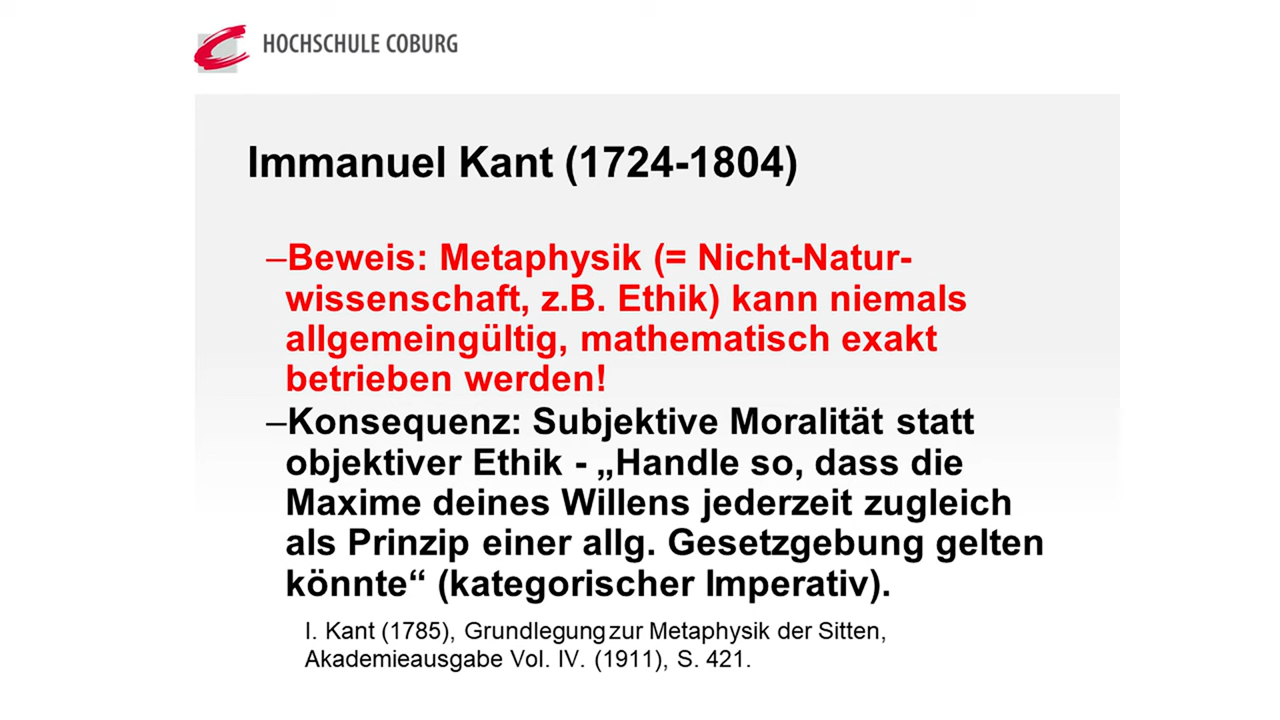 HOCHSCHULE COBURG
Immanuel Kant (1724-1804)
–Beweis: Metaphysik (= Nicht-Natur-
wissenschaft, z.B. Ethik) kann niemals
allgemeingültig, mathematisch exakt
betrieben werden!
–Konsequenz: Subjektive Moralität statt
objektiver Ethik - „Handle so, dass die
Maxime deines Willens jederzeit zugleich
als Prinzip einer allg. Gesetzgebung gelten
könnte“ (kategorischer Imperativ).
I. Kant (1785), Grundlegung zur Metaphysik der Sitten,
Akademieausgabe Vol. IV. (1911), S. 421.